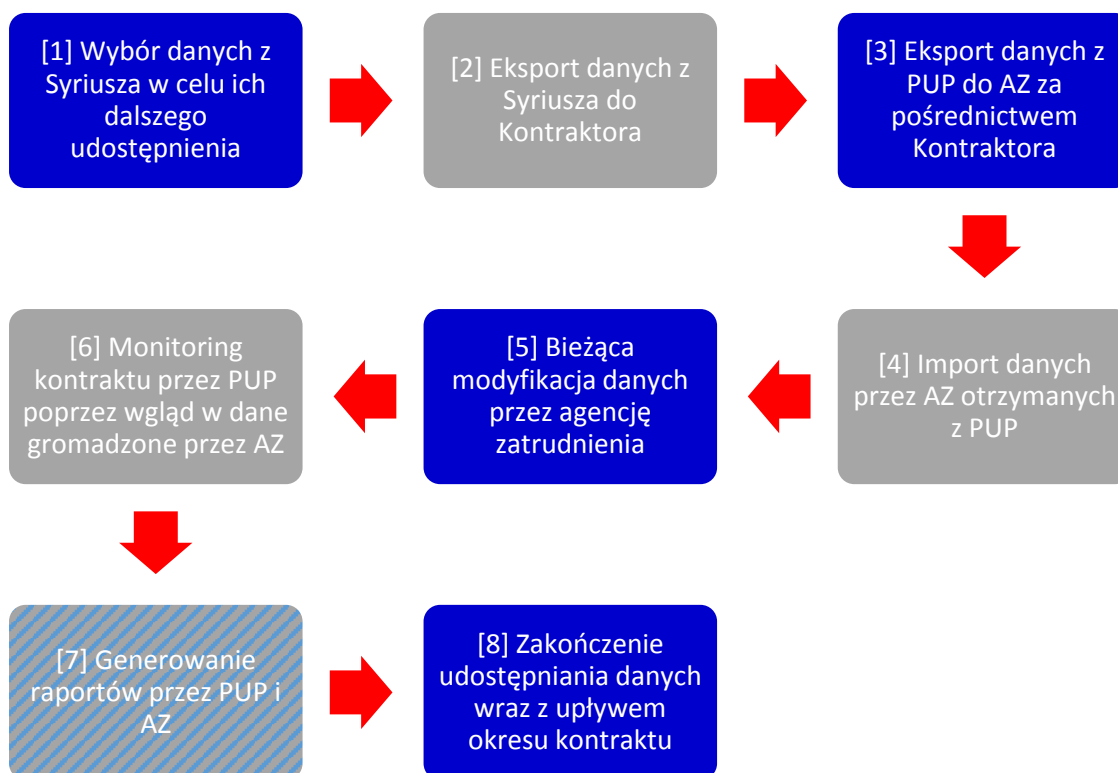 [1] Wybór danych z
Syriusza w celu ich
dalszego
udostępnienia
[2] Eksport danych z
Syriusza do
Kontraktora
[3] Eksport danych z
PUP do AZ za
pośrednictwem
Kontraktora
[4] Import danych
przez AZ otrzymanych
z PUP
[5] Bieżąca
modyfikacja danych
przez agencję
zatrudnienia
[6] Monitoring
kontraktu przez PUP
poprzez wgląd w dane
gromadzone przez AZ
[7] Generowanie
raportów przez PUP i
AZ
[8] Zakończenie
udostępniania danych
wraz z upływem
okresu kontraktu